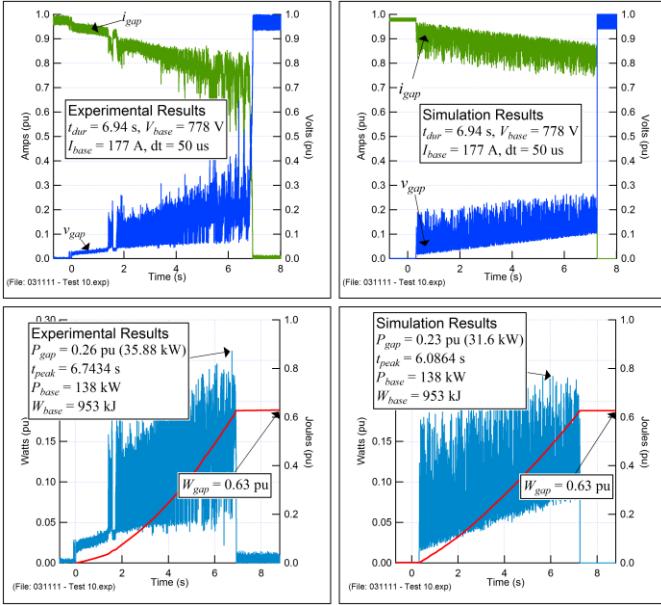 1.0
0.9
0.8
0.7
0.6
0.5
0.4
0.3
0.2
0.1
0.0
Amps (pu)
i_gap
Experimental Results
t_dur = 6.94 s, V_base = 778 V
I_base = 177 A, dt = 50 us
v_gap
1.0
0.9
0.8
0.7
0.6
0.5
0.4
0.3
0.2
0.1
0.0
Volts (pu)
0 2 4 6 8
Time (s)
(File: 031111 - Test 10.exp)
1.0
0.9
0.8
0.7
0.6
0.5
0.4
0.3
0.2
0.1
0.0
Amps (pu)
i_gap
Simulation Results
t_dur = 6.94 s, V_base = 778 V
I_base = 177 A, dt = 50 us
v_gap
1.0
0.9
0.8
0.7
0.6
0.5
0.4
0.3
0.2
0.1
0.0
Volts (pu)
0 2 4 6 8
Time (s)
(File: 031111 - Test 10.exp)
0.30
Experimental Results
P_gap = 0.26 pu (35.88 kW)
t_peak = 6.7434 s
P_base = 138 kW
W_base = 953 kJ
0.15
0.10
0.05
0.00
Watts (pu)
W_gap = 0.63 pu
1.0
0.8
0.6
0.4
0.2
0.0
Joules (pu)
0 2 4 6 8
Time (s)
(File: 031111 - Test 10.exp)
Simulation Results
P_gap = 0.23 pu (31.6 kW)
t_peak = 6.0864 s
P_base = 138 kW
W_base = 953 kJ
0.15
0.10
0.05
0.00
Watts (pu)
W_gap = 0.63 pu
1.0
0.8
0.6
0.4
0.2
0.0
Joules (pu)
0 2 4 6 8
Time (s)
(File: 031111 - Test 10.exp)